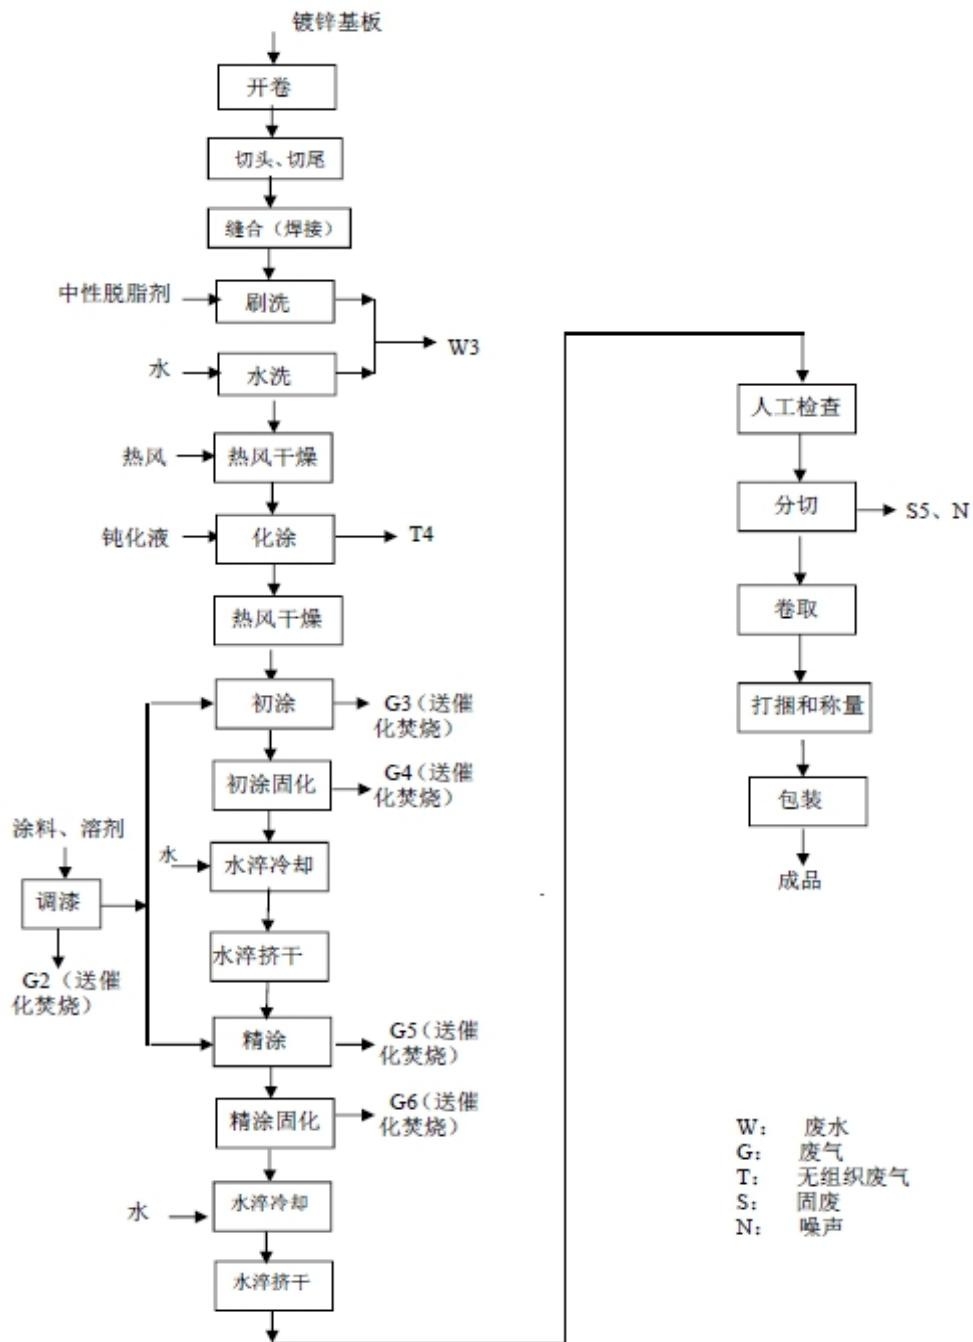 镀锌基板
开卷
切头、切尾
缝合（焊接）
中性脱脂剂
刷洗
W3
水
水洗
热风
热风干燥
钝化液
化涂
T4
热风干燥
初涂
G3（送催
化焚烧）
初涂固化
G4（送催
化焚烧）
涂料、溶剂
水
水淬冷却
调漆
G2（送催
化焚烧）
水淬挤干
精涂
G5（送催
化焚烧）
精涂固化
G6（送催
化焚烧）
水
水淬冷却
水淬挤干
人工检查
分切
S5、N
卷取
打捆和称量
包装
成品
W： 废水
G： 废气
T： 无组织废气
S： 固废
N： 噪声